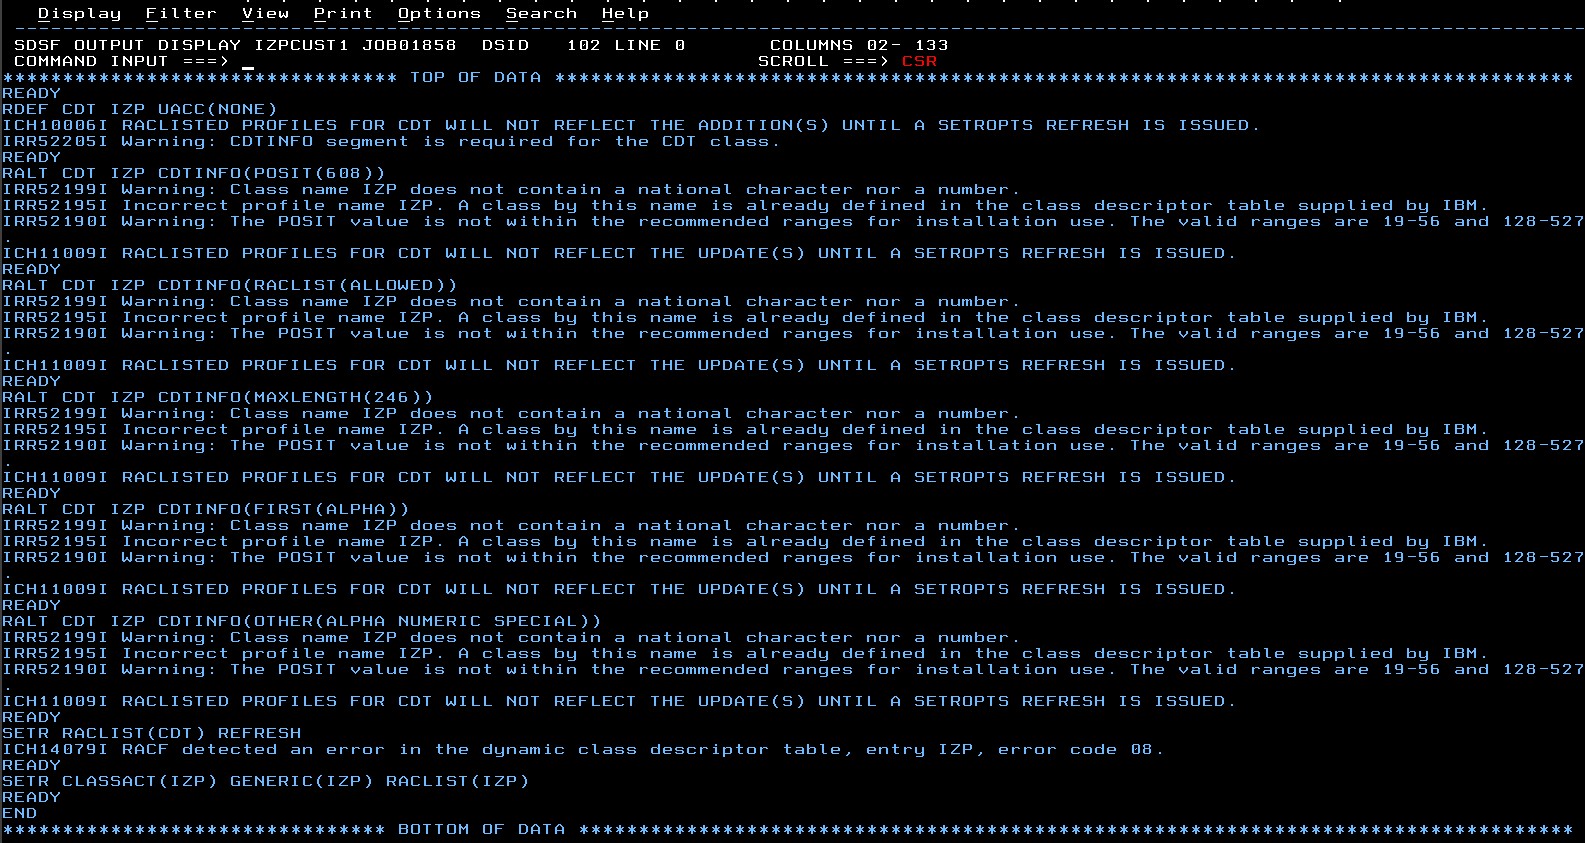 Display Filter View Print Options Search Help
-------------------------------------------------------------------------------
SDSF OUTPUT DISPLAY IZPCUST1 JOB01858 DSID 102 LINE 0 COLUMNS 02- 133
COMMAND INPUT ===> _ SCROLL ===> CSR
********************************* TOP OF DATA *************************************************************************************
READY
RDEF CDT IZP UACC(NONE)
ICH10006I RACLISTED PROFILES FOR CDT WILL NOT REFLECT THE ADDITION(S) UNTIL A SETROPTS REFRESH IS ISSUED.
IRR52205I Warning: CDTINFO segment is required for the CDT class.
READY
RALT CDT IZP CDTINFO(POSIT(608))
IRR52199I Warning: Class name IZP does not contain a national character nor a number.
IRR52195I Incorrect profile name IZP. A class by this name is already defined in the class descriptor table supplied by IBM.
IRR52190I Warning: The POSIT value is not within the recommended ranges for installation use. The valid ranges are 19-56 and 128-527
.
ICH11009I RACLISTED PROFILES FOR CDT WILL NOT REFLECT THE UPDATE(S) UNTIL A SETROPTS REFRESH IS ISSUED.
READY
RALT CDT IZP CDTINFO(RACLIST(ALLOWED))
IRR52199I Warning: Class name IZP does not contain a national character nor a number.
IRR52195I Incorrect profile name IZP. A class by this name is already defined in the class descriptor table supplied by IBM.
IRR52190I Warning: The POSIT value is not within the recommended ranges for installation use. The valid ranges are 19-56 and 128-527
.
ICH11009I RACLISTED PROFILES FOR CDT WILL NOT REFLECT THE UPDATE(S) UNTIL A SETROPTS REFRESH IS ISSUED.
READY
RALT CDT IZP CDTINFO(MAXLENGTH(246))
IRR52199I Warning: Class name IZP does not contain a national character nor a number.
IRR52195I Incorrect profile name IZP. A class by this name is already defined in the class descriptor table supplied by IBM.
IRR52190I Warning: The POSIT value is not within the recommended ranges for installation use. The valid ranges are 19-56 and 128-527
.
ICH11009I RACLISTED PROFILES FOR CDT WILL NOT REFLECT THE UPDATE(S) UNTIL A SETROPTS REFRESH IS ISSUED.
READY
RALT CDT IZP CDTINFO(FIRST(ALPHA))
IRR52199I Warning: Class name IZP does not contain a national character nor a number.
IRR52195I Incorrect profile name IZP. A class by this name is already defined in the class descriptor table supplied by IBM.
IRR52190I Warning: The POSIT value is not within the recommended ranges for installation use. The valid ranges are 19-56 and 128-527
.
ICH11009I RACLISTED PROFILES FOR CDT WILL NOT REFLECT THE UPDATE(S) UNTIL A SETROPTS REFRESH IS ISSUED.
READY
RALT CDT IZP CDTINFO(OTHER(ALPHA NUMERIC SPECIAL))
IRR52199I Warning: Class name IZP does not contain a national character nor a number.
IRR52195I Incorrect profile name IZP. A class by this name is already defined in the class descriptor table supplied by IBM.
IRR52190I Warning: The POSIT value is not within the recommended ranges for installation use. The valid ranges are 19-56 and 128-527
.
ICH11009I RACLISTED PROFILES FOR CDT WILL NOT REFLECT THE UPDATE(S) UNTIL A SETROPTS REFRESH IS ISSUED.
READY
SETR RACLIST(CDT) REFRESH
ICH14079I RACF detected an error in the dynamic class descriptor table, entry IZP, error code 08.
READY
SETR CLASSACT(IZP) GENERIC(IZP) RACLIST(IZP)
READY
END
******************************** BOTTOM OF DATA ***********************************************************************************